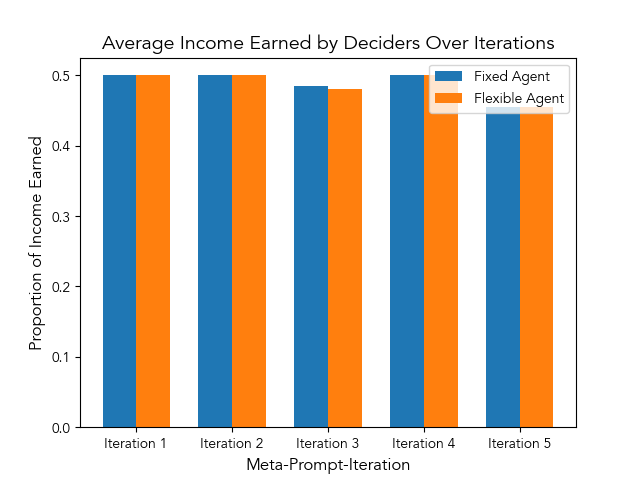 Average Income Earned by Deciders Over Iterations
Fixed Agent
Flexible Agent
Proportion of Income Earned
0.5
0.4
0.3
0.2
0.1
0.0
Iteration 1 Iteration 2 Iteration 3 Iteration 4 Iteration 5
Meta-Prompt-Iteration